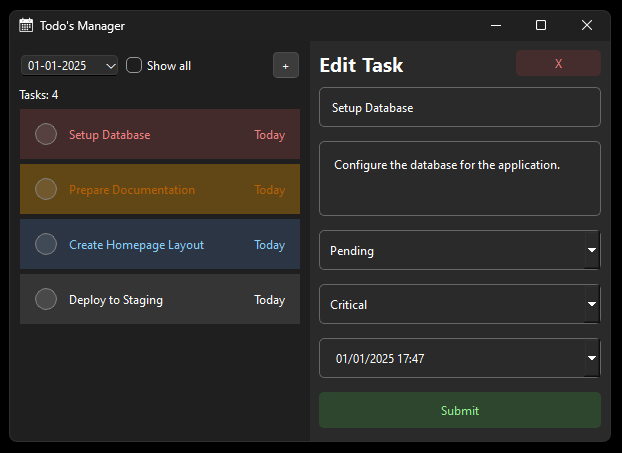 Todo's Manager
01-01-2025
Show all
+
Tasks: 4
Setup Database Today
Prepare Documentation Today
Create Homepage Layout Today
Deploy to Staging Today
Edit Task
X
Setup Database
Configure the database for the application.
Pending
Critical
01/01/2025 17:47
Submit